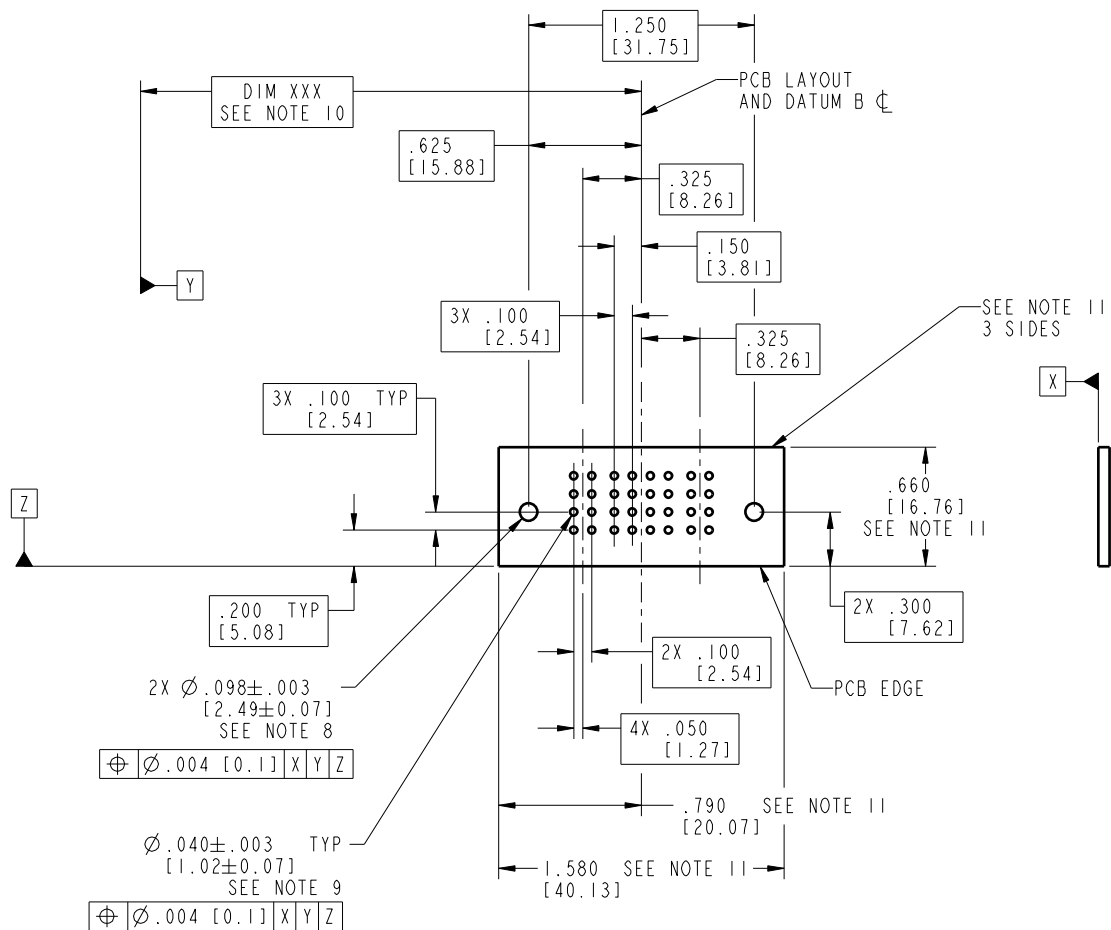 1.250
[31.75]
DIM XXX
SEE NOTE 10
PCB LAYOUT
AND DATUM B ℄
.625
[15.88]
.325
[8.26]
.150
[3.81]
Y
3X .100
[2.54]
SEE NOTE 11
3 SIDES
.325
[8.26]
X
3X .100 TYP
[2.54]
.660
[16.76]
SEE NOTE 11
Z
.200 TYP
[5.08]
2X .300
[7.62]
2X .100
[2.54]
PCB EDGE
2X Ø.098±.003
[2.49±0.07]
SEE NOTE 8
⌖ Ø.004 [0.1] X Y Z
4X .050
[1.27]
.790 SEE NOTE 11
[20.07]
Ø.040±.003 TYP
[1.02±0.07]
SEE NOTE 9
⌖ Ø.004 [0.1] X Y Z
1.580 SEE NOTE 11
[40.13]